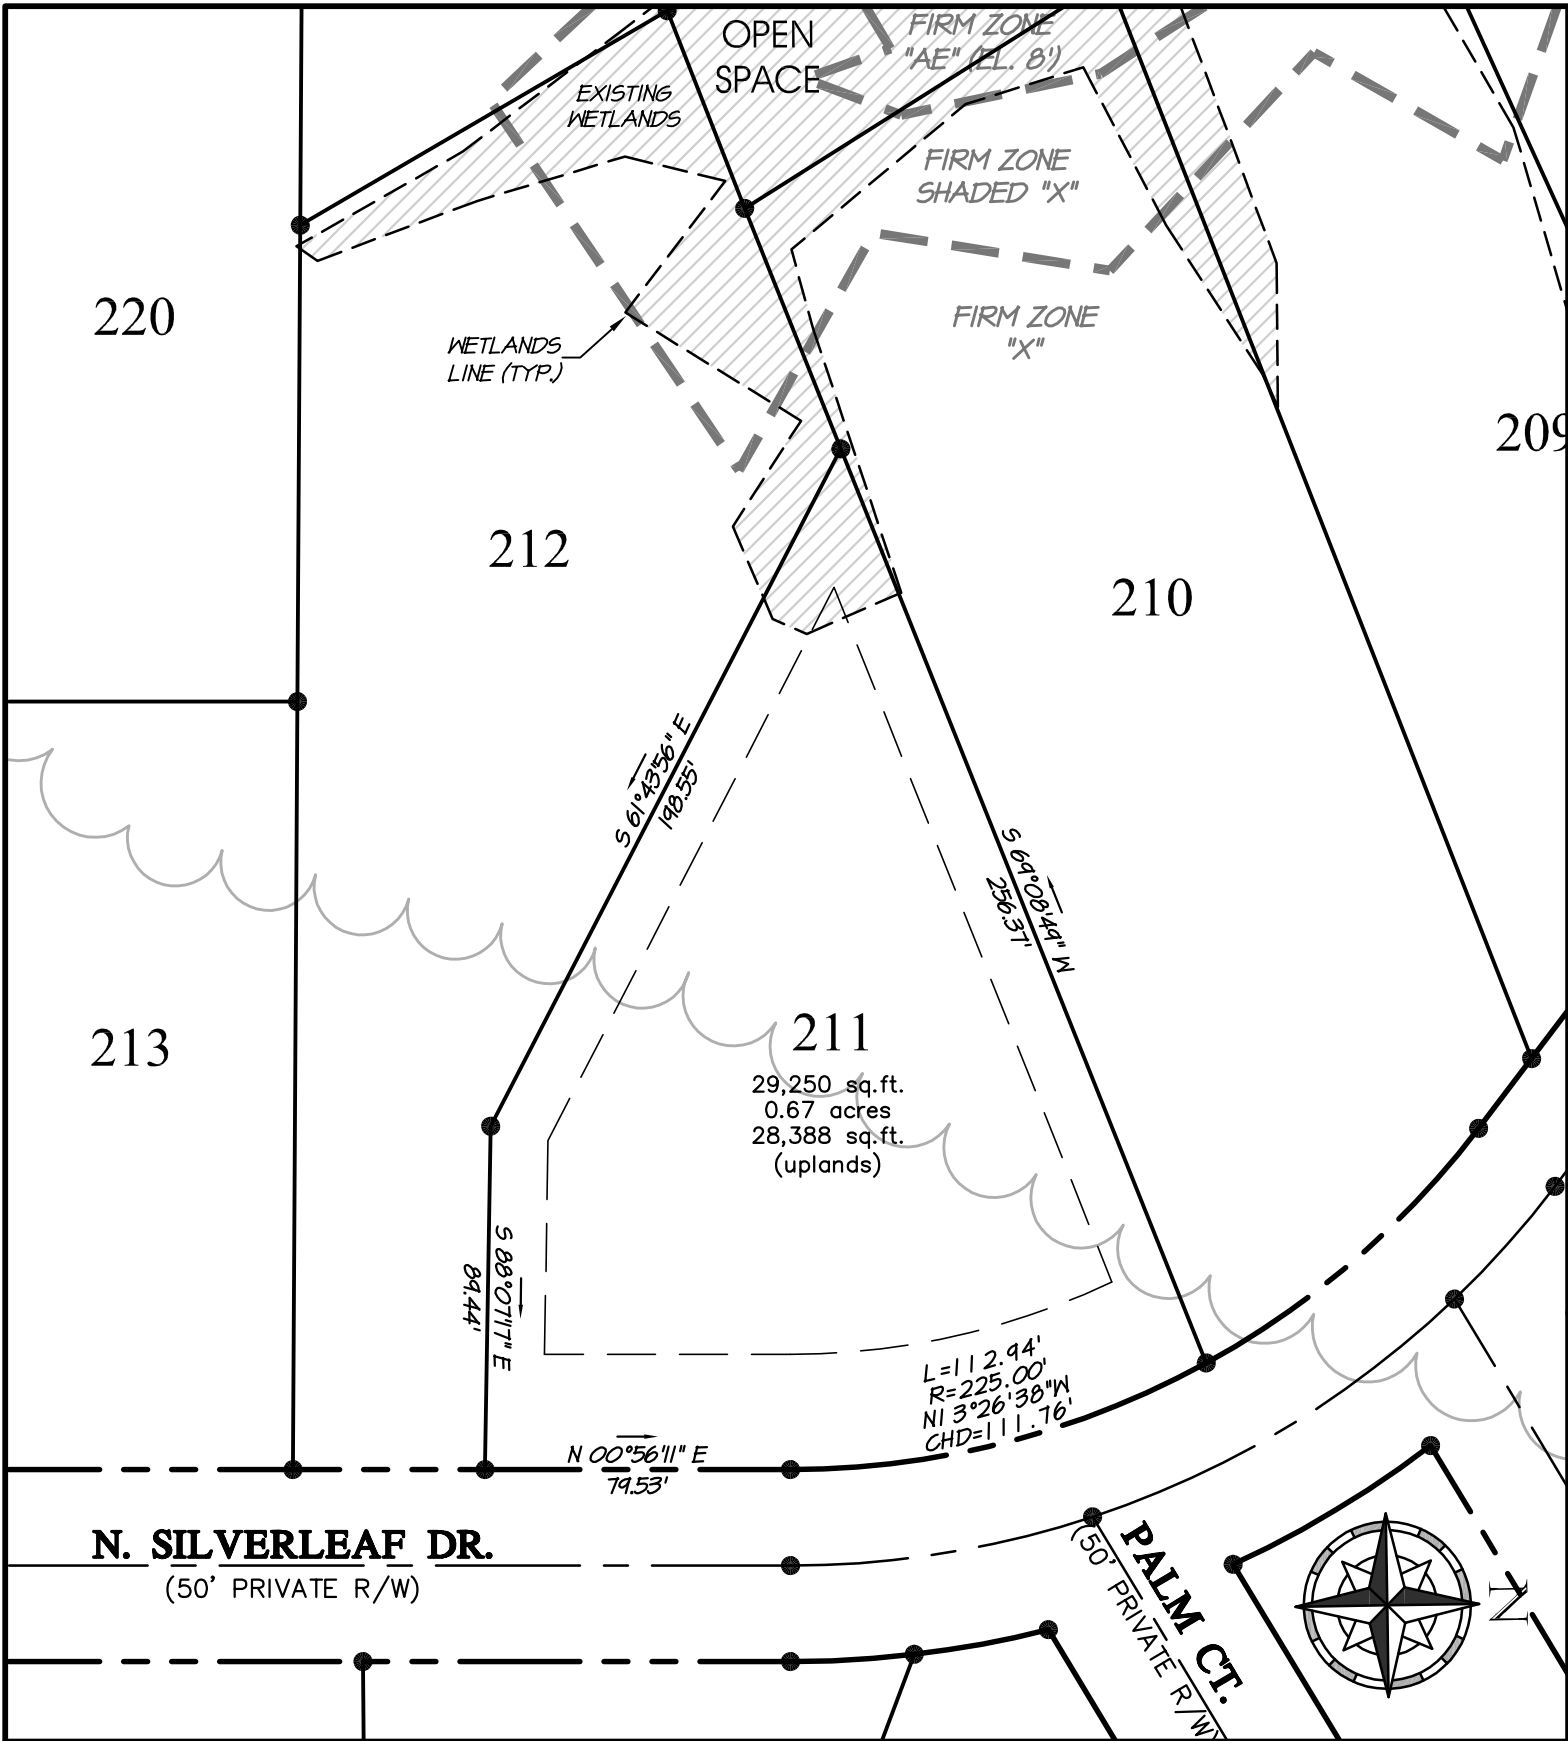 OPEN
SPACE
FIRM ZONE
"AE" (EL. 8')
EXISTING
WETLANDS
FIRM ZONE
SHADED "X"
220
WETLANDS
LINE (TYP.)
FIRM ZONE
"X"
209
212
210
S 61°43'56" E
198.55'
S 69°08'49" W
256.37'
213
211
29,250 sq.ft.
0.67 acres
28,388 sq.ft.
(uplands)
S 88°07'17" E
89.44'
L=112.94'
R=225.00'
N13°26'38"W
CHD=111.76'
N 00°56'11" E
79.53'
N. SILVERLEAF DR.
(50' PRIVATE R/W)
PALM CT.
(50' PRIVATE R/W)
N